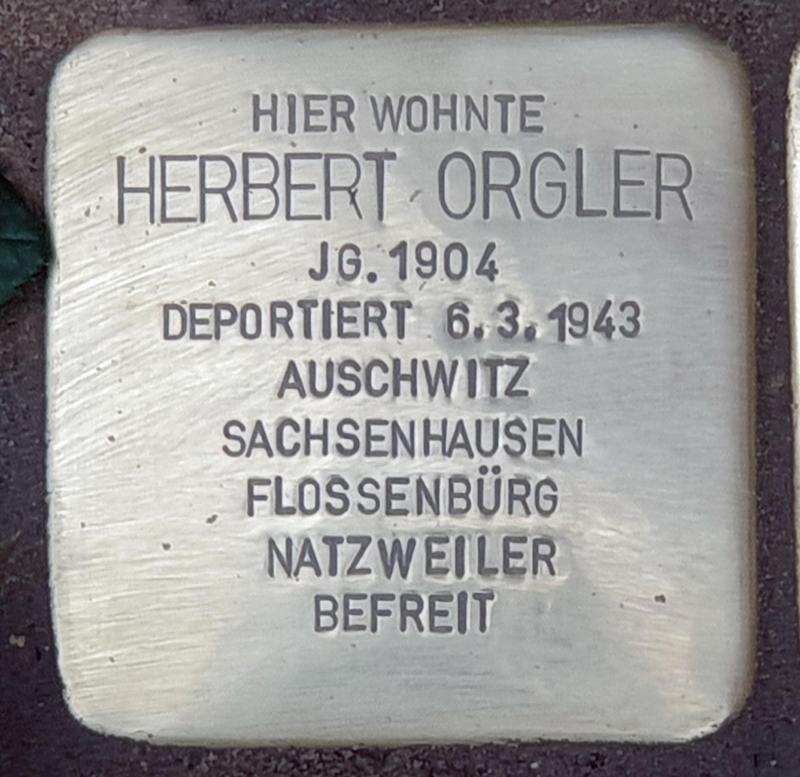 HIER WOHNTE
HERBERT ORGLER
JG. 1904
DEPORTIERT 6.3.1943
AUSCHWITZ
SACHSENHAUSEN
FLOSSENBÜRG
NATZWEILER
BEFREIT